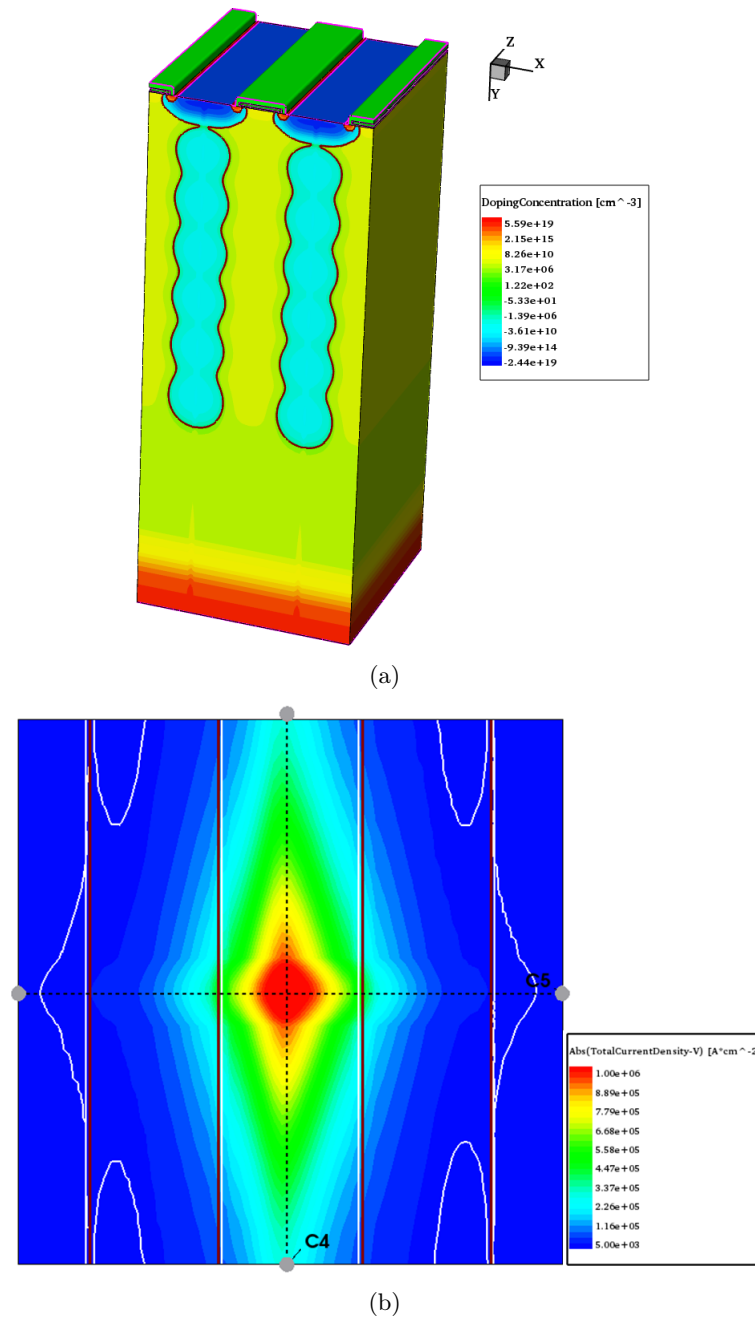 Z
X
Y
DopingConcentration [cm^-3]
5.59e+19
2.15e+15
8.26e+10
3.17e+06
1.22e+02
-5.33e+01
-1.39e+06
-3.61e+10
-9.39e+14
-2.44e+19
(a)
C5
Abs(TotalCurrentDensity-V) [A*cm^-2
1.00e+06
8.89e+05
7.79e+05
6.68e+05
5.58e+05
4.47e+05
3.37e+05
2.26e+05
1.16e+05
5.00e+03
C4
(b)